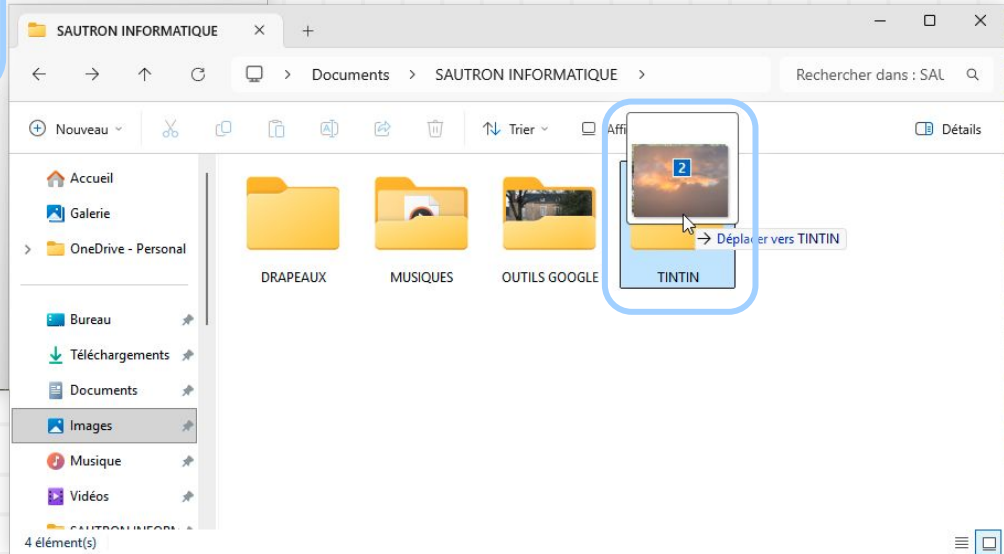 SAUTRON INFORMATIQUE
Documents > SAUTRON INFORMATIQUE >
Rechercher dans : SAU
Nouveau
Trier
Détails
Accueil
Galerie
OneDrive - Personal
Bureau
Téléchargements
Documents
Images
Musique
Vidéos
2
Déplacer vers TINTIN
DRAPEAUX
MUSIQUES
OUTILS GOOGLE
TINTIN
4 élément(s)